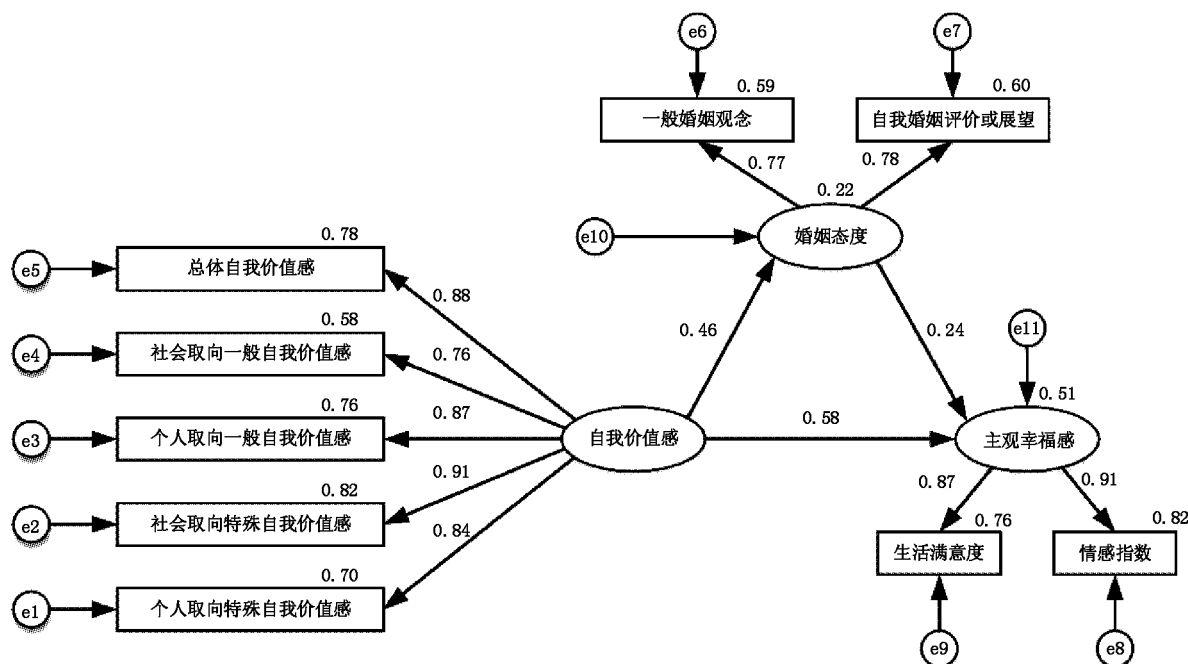 e6
e7
0.59
0.60
一般婚姻观念
自我婚姻评价或展望
0.77
0.78
0.22
e10
婚姻态度
0.78
e5
总体自我价值感
0.88
0.46
0.24
e11
0.58
e4
社会取向一般自我价值感
0.76
0.51
0.76
e3
个人取向一般自我价值感
0.87
自我价值感
0.58
主观幸福感
0.91
0.87
0.91
0.82
e2
社会取向特殊自我价值感
0.84
0.76
0.82
生活满意度
情感指数
0.70
e1
个人取向特殊自我价值感
e9
e8